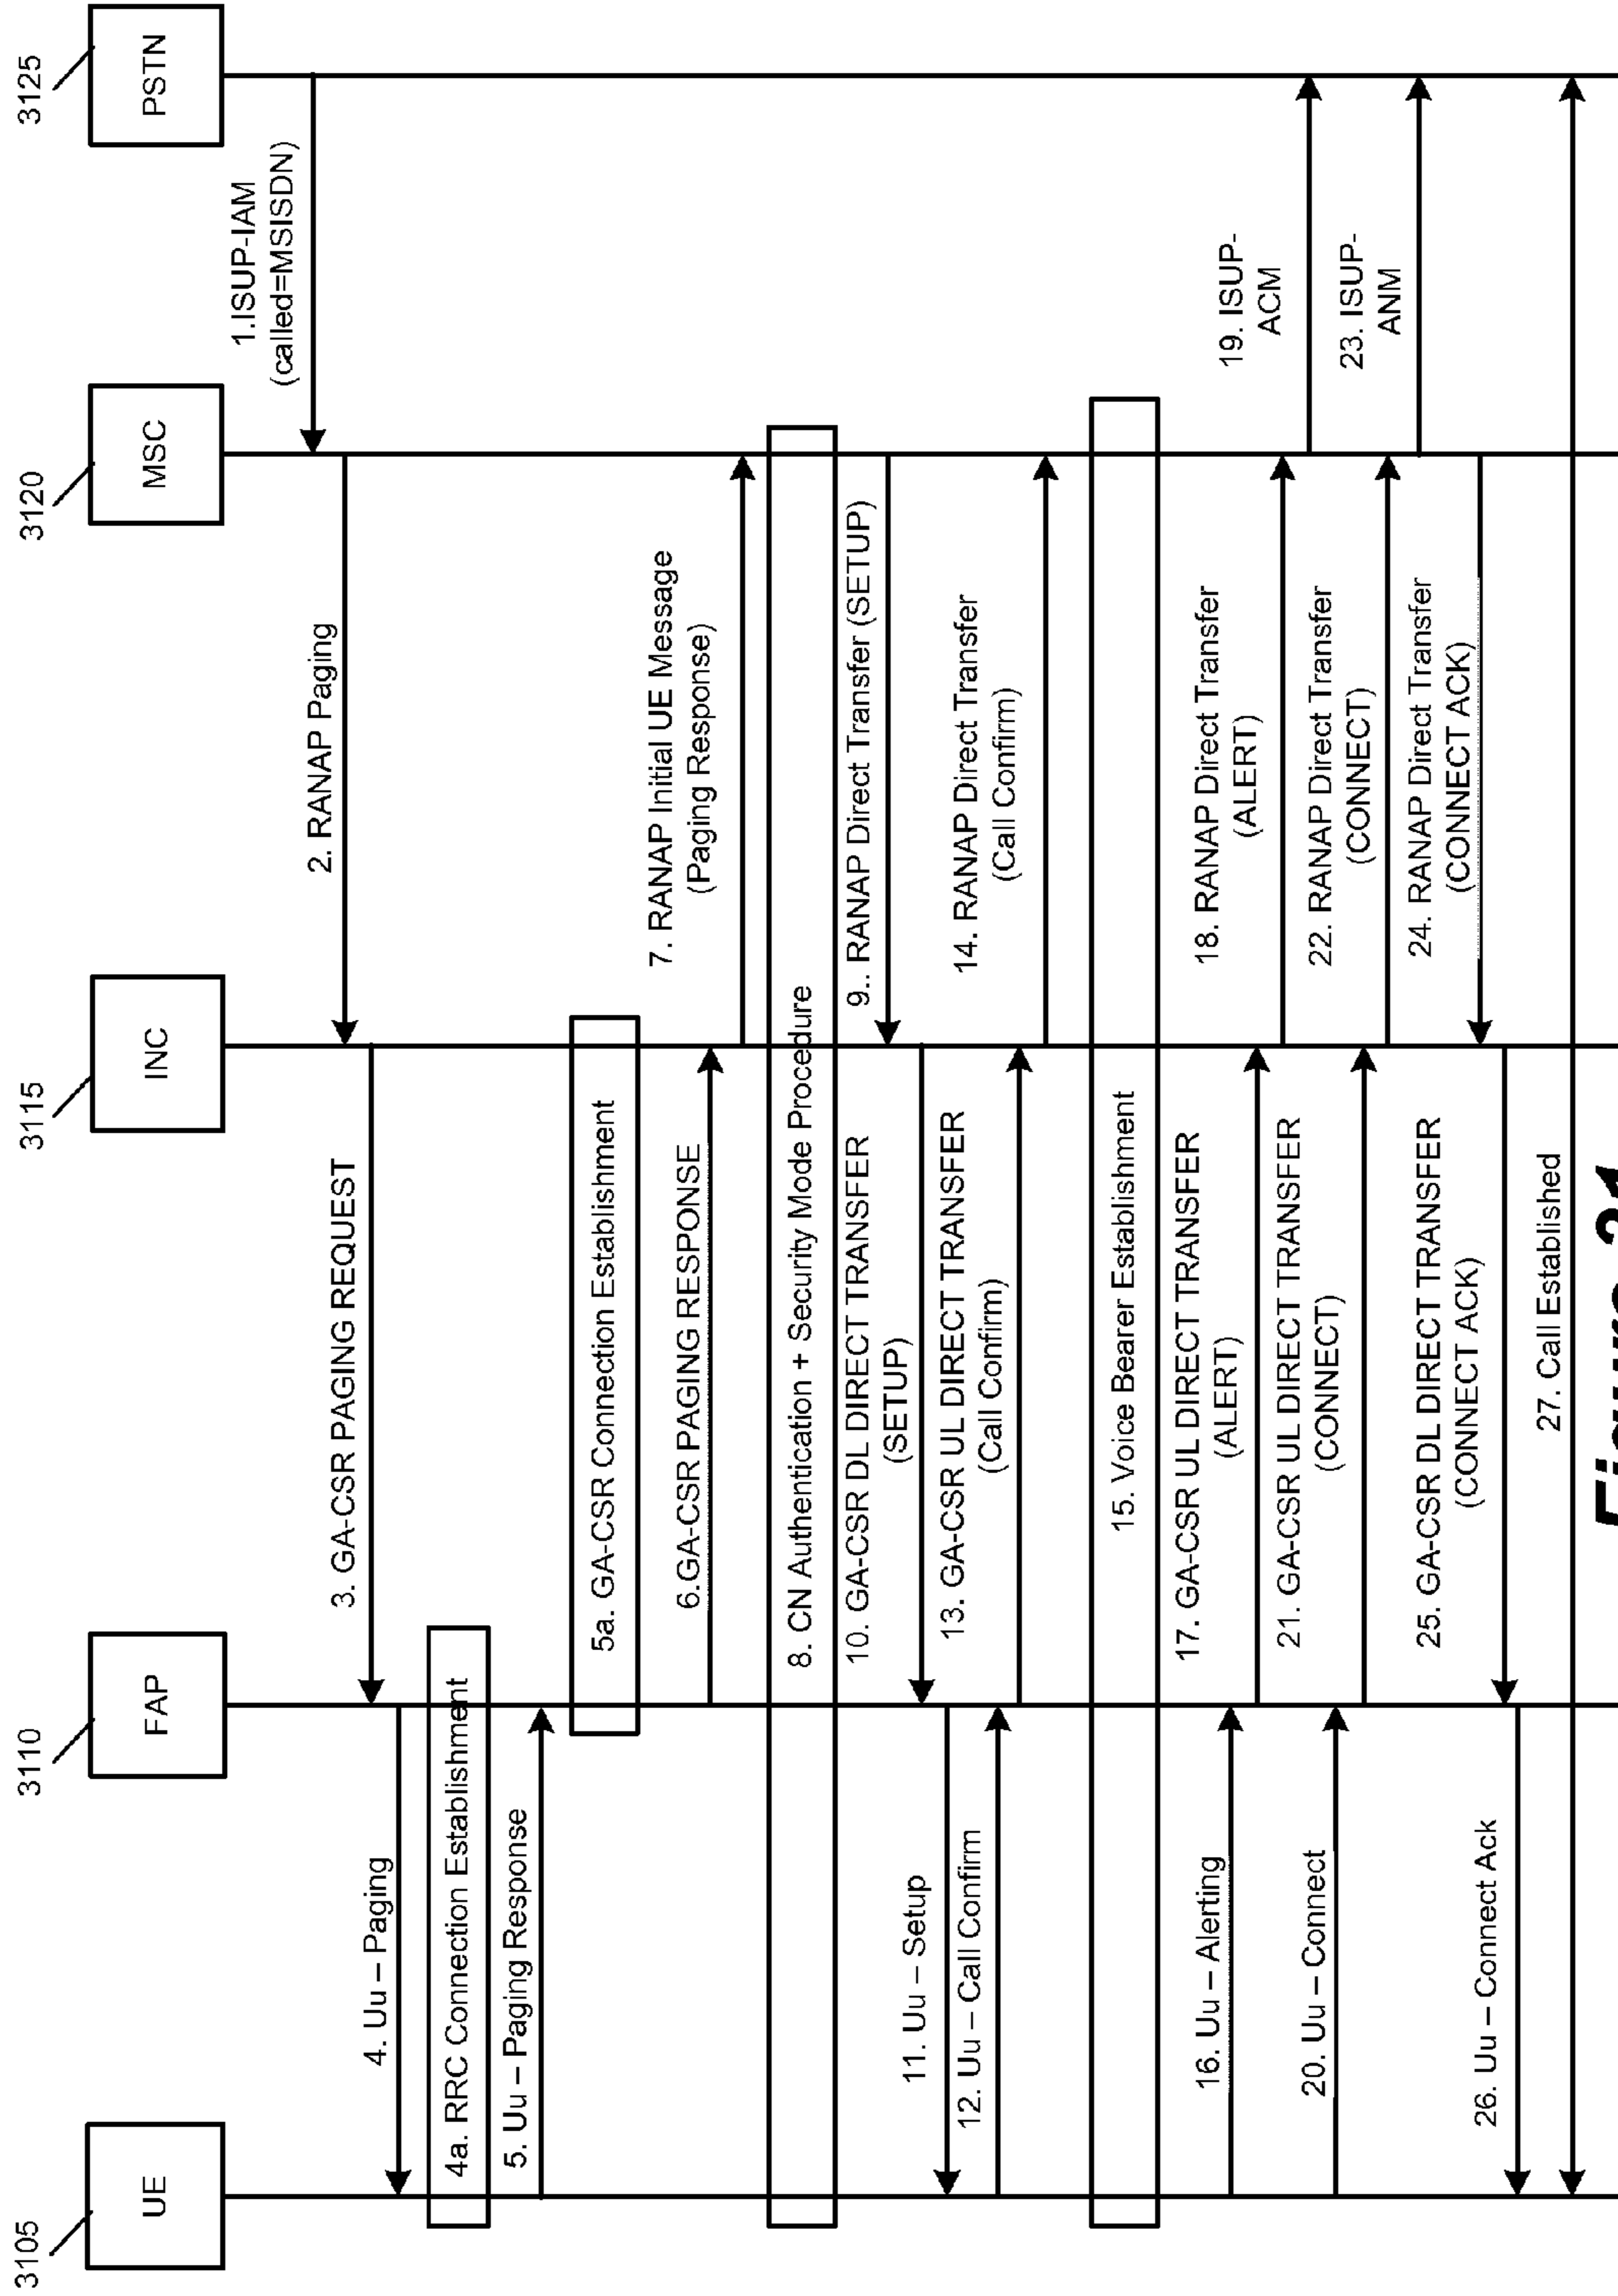 3105
3110
3115
3120
3125
UE
FAP
INC
MSC
PSTN
1.ISUP-IAM
(called=MSISDN)
2. RANAP Paging
3. GA-CSR PAGING REQUEST
4. Uu – Paging
4a. RRC Connection Establishment
5. Uu – Paging Response
5a. GA-CSR Connection Establishment
6.GA-CSR PAGING RESPONSE
7. RANAP Initial UE Message
(Paging Response)
8. CN Authentication + Security Mode Procedure
9.. RANAP Direct Transfer (SETUP)
10. GA-CSR DL DIRECT TRANSFER
(SETUP)
11. Uu – Setup
12. Uu – Call Confirm
13. GA-CSR UL DIRECT TRANSFER
(Call Confirm)
14. RANAP Direct Transfer
(Call Confirm)
15. Voice Bearer Establishment
16. Uu – Alerting
17. GA-CSR UL DIRECT TRANSFER
(ALERT)
18. RANAP Direct Transfer
(ALERT)
19. ISUP-
ACM
20. Uu – Connect
21. GA-CSR UL DIRECT TRANSFER
(CONNECT)
22. RANAP Direct Transfer
(CONNECT)
23. ISUP-
ANM
24. RANAP Direct Transfer
(CONNECT ACK)
25. GA-CSR DL DIRECT TRANSFER
(CONNECT ACK)
26. Uu – Connect Ack
27. Call Established
Figure 31